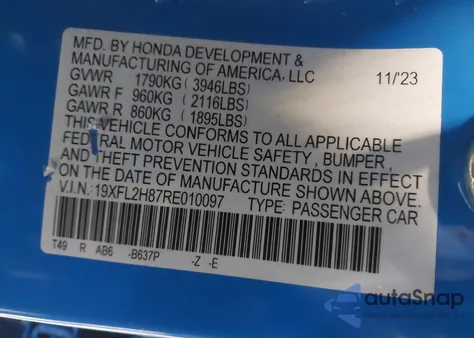 MFD. BY HONDA DEVELOPMENT &
MANUFACTURING OF AMERICA, LLC 11/'23
GVWR 1790KG ( 3946LBS)
GAWR F 960KG ( 2116LBS)
GAWR R 860KG ( 1895LBS)
THIS VEHICLE CONFORMS TO ALL APPLICABLE
FEDERAL MOTOR VEHICLE SAFETY, BUMPER,
AND THEFT PREVENTION STANDARDS IN EFFECT
ON THE DATE OF MANUFACTURE SHOWN ABOVE.
V.I.N.: 19XFL2H87RE010097 TYPE: PASSENGER CAR
T49 R AB6 -B637P -Z -E
autoSnap